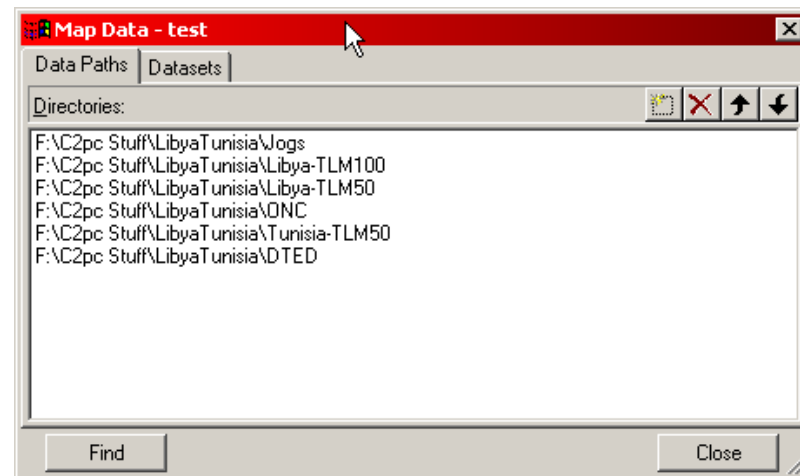 Map Data - test
Data Paths Datasets
Directories:
F:\C2pc Stuff\LibyaTunisia\Jogs
F:\C2pc Stuff\LibyaTunisia\Libya-TLM100
F:\C2pc Stuff\LibyaTunisia\Libya-TLM50
F:\C2pc Stuff\LibyaTunisia\ONC
F:\C2pc Stuff\LibyaTunisia\Tunisia-TLM50
F:\C2pc Stuff\LibyaTunisia\DTED
Find Close